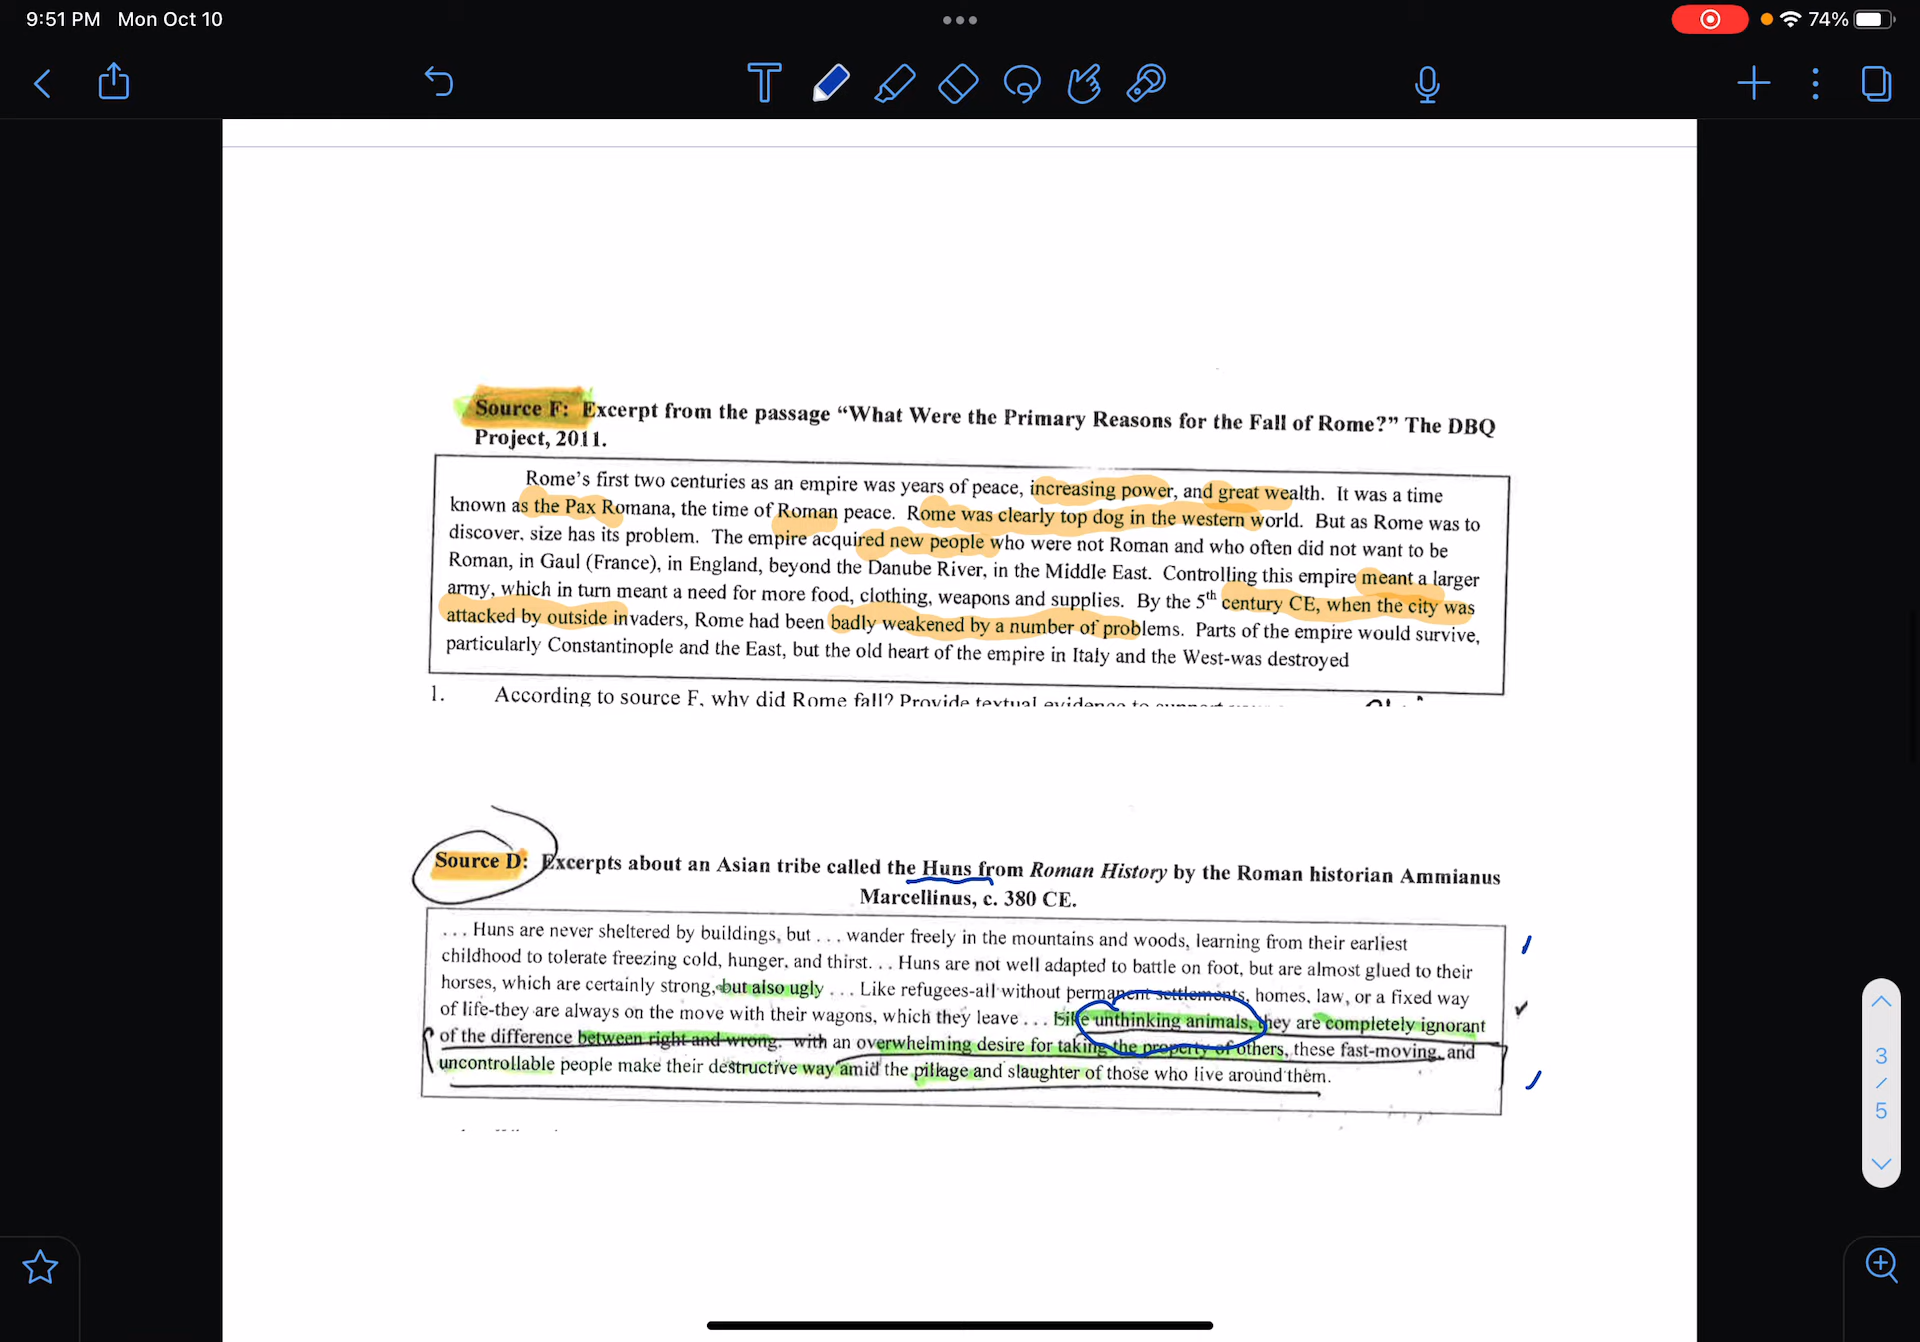 9:51 PM Mon Oct 10
74%
Source F: Excerpt from the passage “What Were the Primary Reasons for the Fall of Rome?” The DBQ
Project, 2011.
Rome’s first two centuries as an empire was years of peace, increasing power, and great wealth. It was a time
known as the Pax Romana, the time of Roman peace. Rome was clearly top dog in the western world. But as Rome was to
discover, size has its problem. The empire acquired new people who were not Roman and who often did not want to be
Roman, in Gaul (France), in England, beyond the Danube River, in the Middle East. Controlling this empire meant a larger
army, which in turn meant a need for more food, clothing, weapons and supplies. By the 5th century CE, when the city was
attacked by outside invaders, Rome had been badly weakened by a number of problems. Parts of the empire would survive,
particularly Constantinople and the East, but the old heart of the empire in Italy and the West-was destroyed
1. According to source F, why did Rome fall? Provide textual evidence to
Source D: Excerpts about an Asian tribe called the Huns from Roman History by the Roman historian Ammianus
Marcellinus, c. 380 CE.
. . . Huns are never sheltered by buildings, but . . . wander freely in the mountains and woods, learning from their earliest
childhood to tolerate freezing cold, hunger, and thirst. . . Huns are not well adapted to battle on foot, but are almost glued to their
horses, which are certainly strong, but also ugly . . . Like refugees-all without permanent settlements, homes, law, or a fixed way
of life-they are always on the move with their wagons, which they leave . . . Like unthinking animals, they are completely ignorant
of the difference between right and wrong, with an overwhelming desire for taking the property of others, these fast-moving, and
uncontrollable people make their destructive way amid the pillage and slaughter of those who live around them.
3
/
5